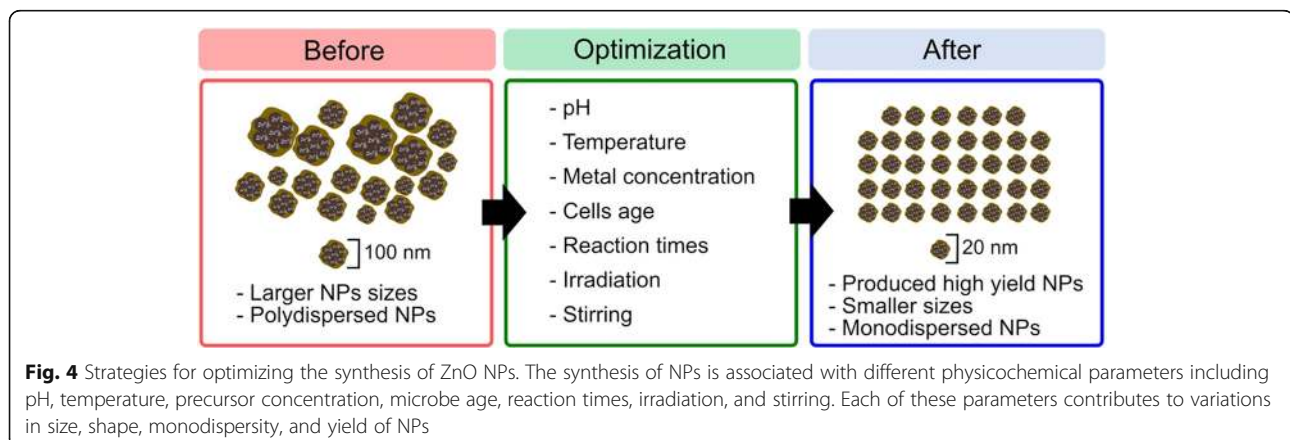 Before
Optimization
After
100 nm
- Larger NPs sizes
- Polydispersed NPs
- pH
- Temperature
- Metal concentration
- Cells age
- Reaction times
- Irradiation
- Stirring
20 nm
- Produced high yield NPs
- Smaller sizes
- Monodispersed NPs
Fig. 4 Strategies for optimizing the synthesis of ZnO NPs. The synthesis of NPs is associated with different physicochemical parameters including
pH, temperature, precursor concentration, microbe age, reaction times, irradiation, and stirring. Each of these parameters contributes to variations
in size, shape, monodispersity, and yield of NPs